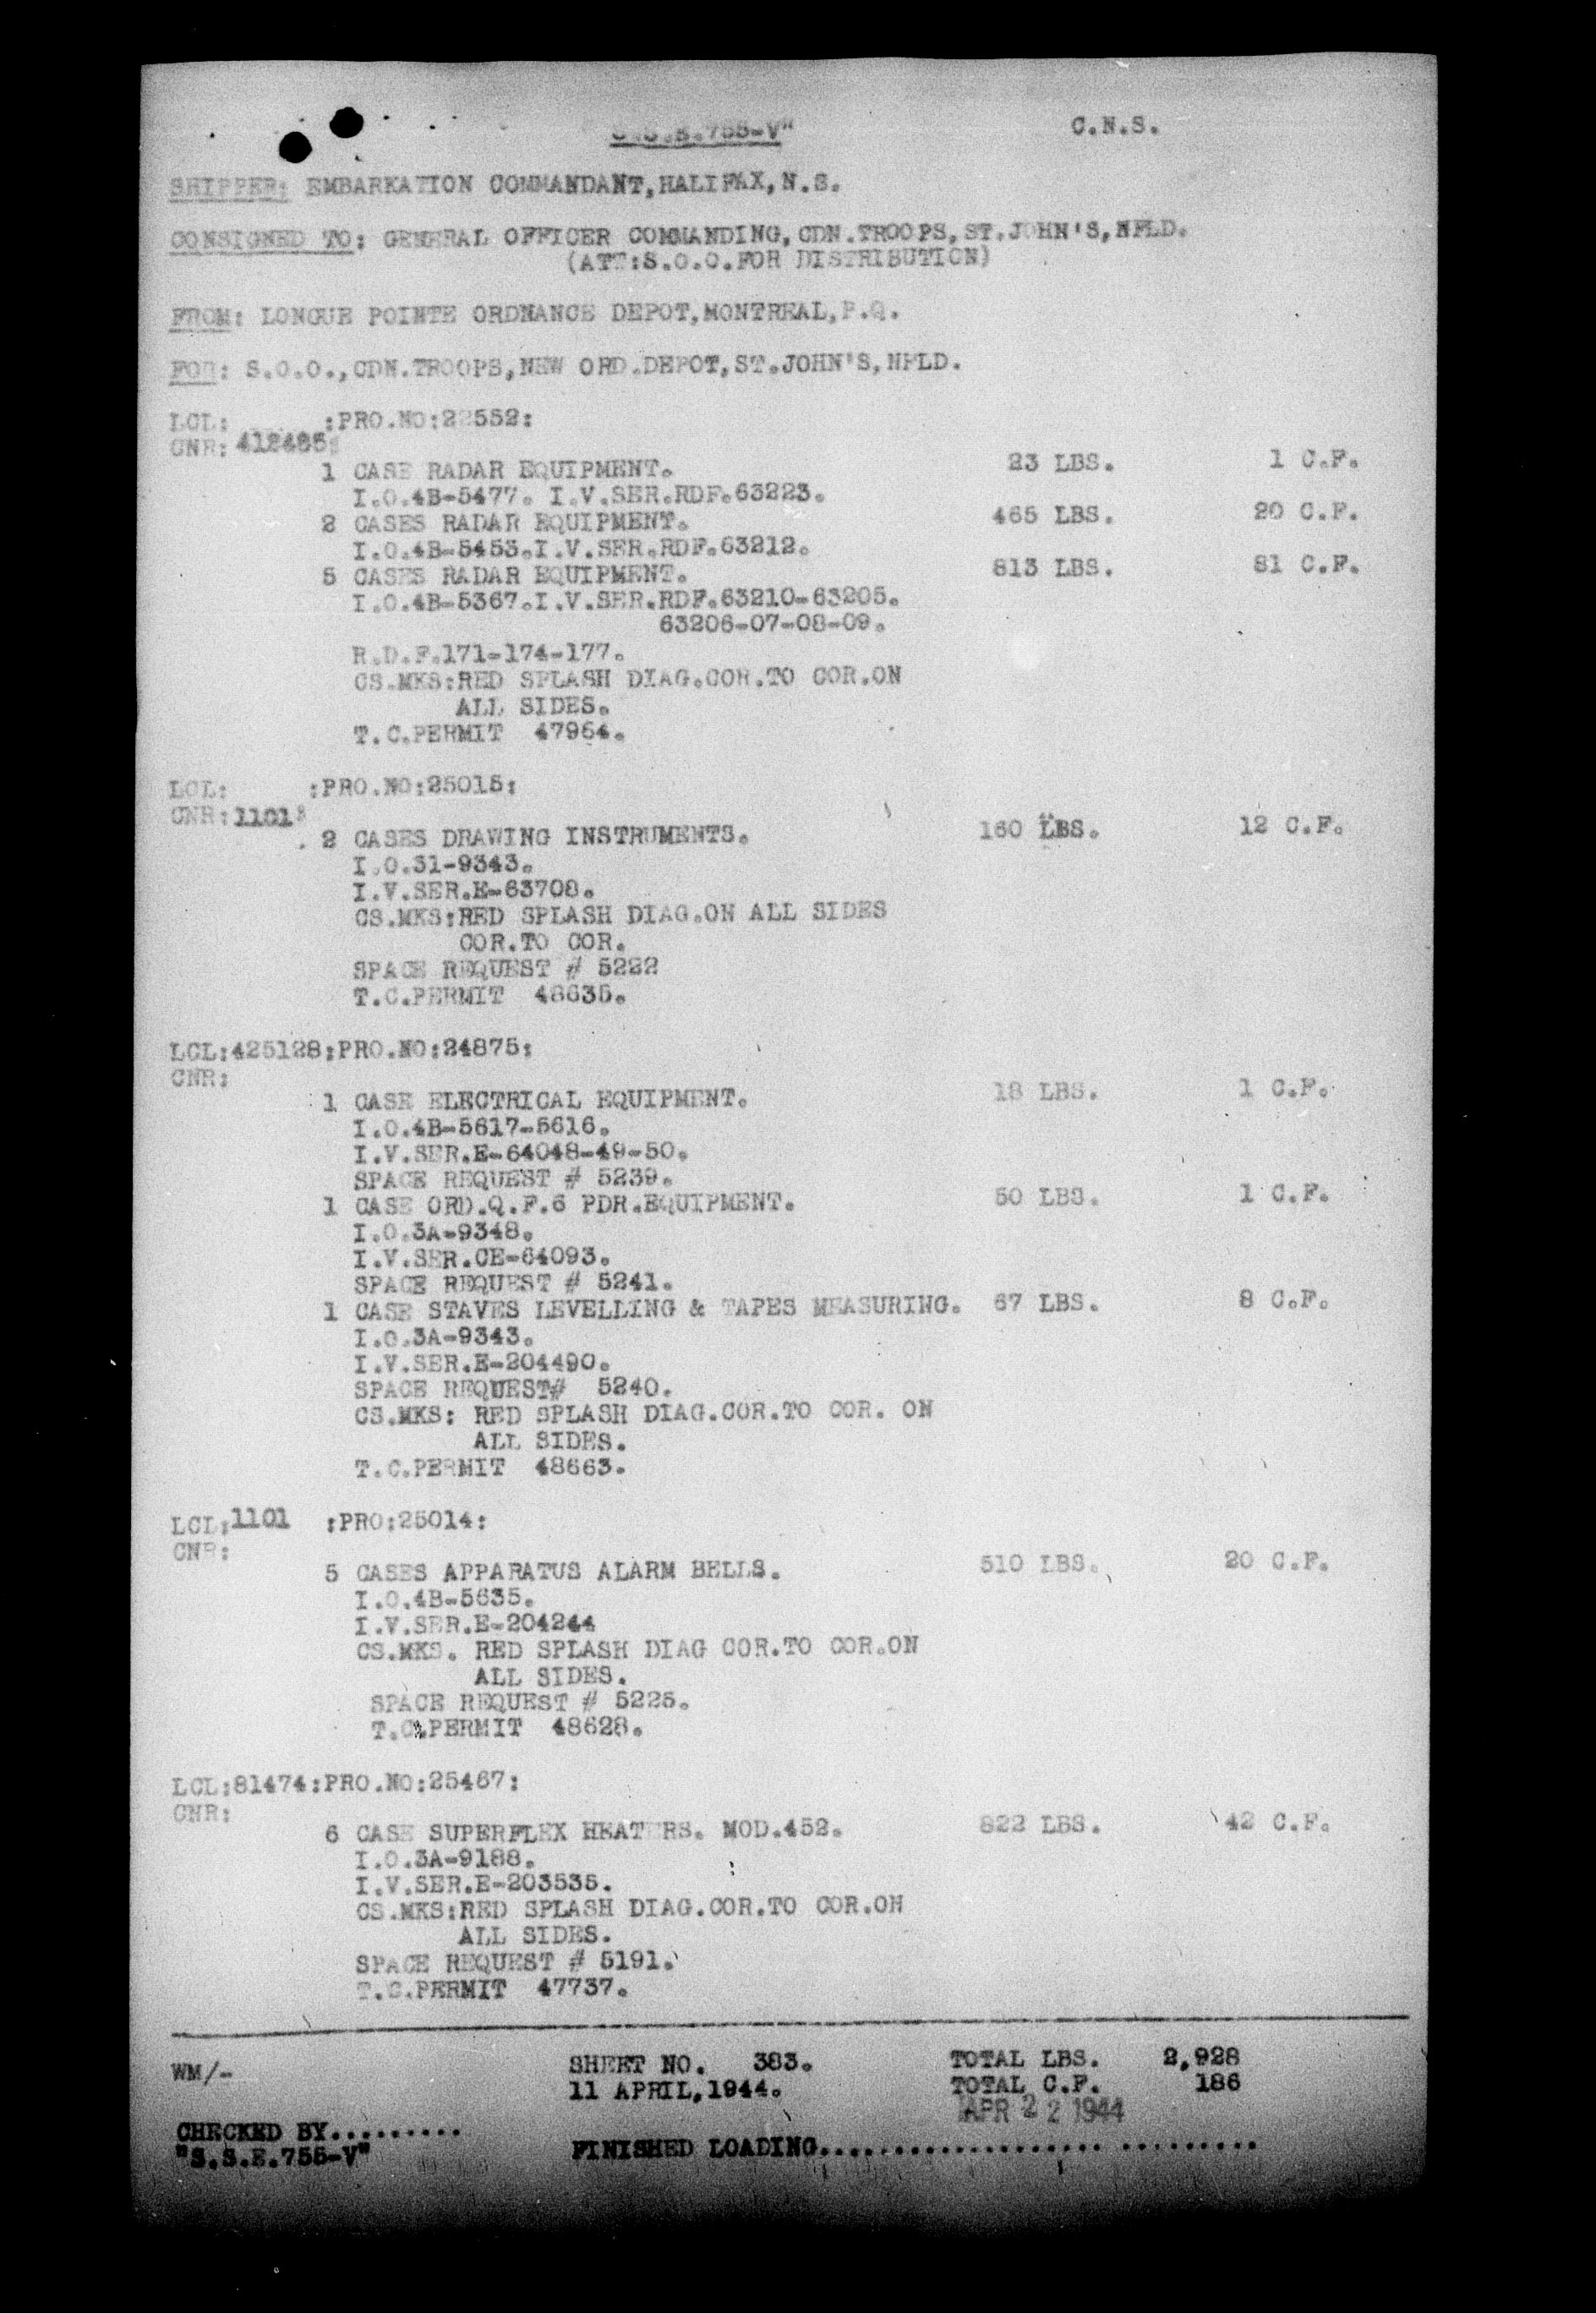 S.S.E.755-V"
C.N.S.
SHIPPER: EMBARKATION COMMANDANT,HALIFAX,N.S.
CONSIGNED TO: GENERAL OFFICER COMMANDING,CDN.TROOPS,ST.JOHN'S,NFLD.
(ATT:S.O.O.FOR DISTRIBUTION)
FROM: LONGUE POINTE ORDNANCE DEPOT,MONTREAL,P.Q.
FOR: S.O.O.,CDN.TROOPS,NEW ORD.DEPOT,ST.JOHN'S,NFLD.
LCL: :PRO.NO:22552:
CNR: 412485:
1 CASE RADAR EQUIPMENT. 23 LBS. 1 C.F.
I.O.4B-5477. I.V.SER.RDF.63223.
2 CASES RADAR EQUIPMENT. 465 LBS. 20 C.F.
I.O.4B-5453.I.V.SER.RDF.63212.
5 CASES RADAR EQUIPMENT. 813 LBS. 81 C.F.
I.O.4B-5367.I.V.SER.RDF.63210-63205.
63206-07-08-09.
R.D.F.171-174-177.
CS.MKS:RED SPLASH DIAG.COR.TO COR.ON
ALL SIDES.
T.C.PERMIT 47964.
LCL: :PRO.NO:25015:
CNR:1101:
2 CASES DRAWING INSTRUMENTS. 160 LBS. 12 C.F.
I.O.31-9343.
I.V.SER.E-63708.
CS.MKS:RED SPLASH DIAG.ON ALL SIDES
COR.TO COR.
SPACE REQUEST # 5222
T.C.PERMIT 48635.
LCL:425128:PRO.NO:24875:
CNR:
1 CASE ELECTRICAL EQUIPMENT. 18 LBS. 1 C.F.
I.O.4B-5617-5616.
I.V.SER.E-64048-49-50.
SPACE REQUEST # 5239.
1 CASE ORD.Q.F.6 PDR.EQUIPMENT. 50 LBS. 1 C.F.
I.O.3A-9348.
I.V.SER.CE-64093.
SPACE REQUEST # 5241.
1 CASE STAVES LEVELLING & TAPES MEASURING. 67 LBS. 8 C.F.
I.O.3A-9343.
I.V.SER.E-204490.
SPACE REQUEST# 5240.
CS.MKS: RED SPLASH DIAG.COR.TO COR. ON
ALL SIDES.
T.C.PERMIT 48663.
LCL:1101 :PRO:25014:
CNR:
5 CASES APPARATUS ALARM BELLS. 510 LBS. 20 C.F.
I.O.4B-5635.
I.V.SER.E-204244
CS.MKS. RED SPLASH DIAG COR.TO COR.ON
ALL SIDES.
SPACE REQUEST # 5225.
T.C.PERMIT 48628.
LCL:81474:PRO.NO:25467:
CNR:
6 CASE SUPERFLEX HEATERS. MOD.452. 822 LBS. 42 C.F.
I.O.3A-9188.
I.V.SER.E-203535.
CS.MKS:RED SPLASH DIAG.COR.TO COR.ON
ALL SIDES.
SPACE REQUEST # 5191.
T.C.PERMIT 47737.
WM/- SHEET NO. 383. TOTAL LBS. 2,928
11 APRIL,1944. TOTAL C.F. 186
APR 22 1944
CHECKED BY.........
"S.S.E.755-V" FINISHED LOADING............................